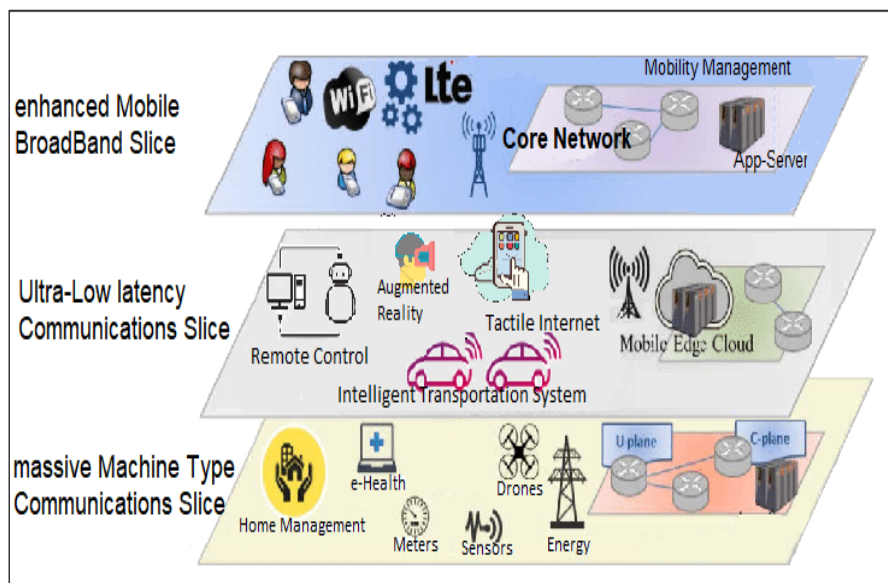 enhanced Mobile
BroadBand Slice
WiFi
Lte
Mobility Management
Core Network
App-Server
Ultra-Low latency
Communications Slice
Remote Control
Augmented
Reality
Tactile Internet
Mobile Edge Cloud
Intelligent Transportation System
massive Machine Type
Communications Slice
Home Management
e-Health
Meters
Sensors
Drones
Energy
U plane
C-plane